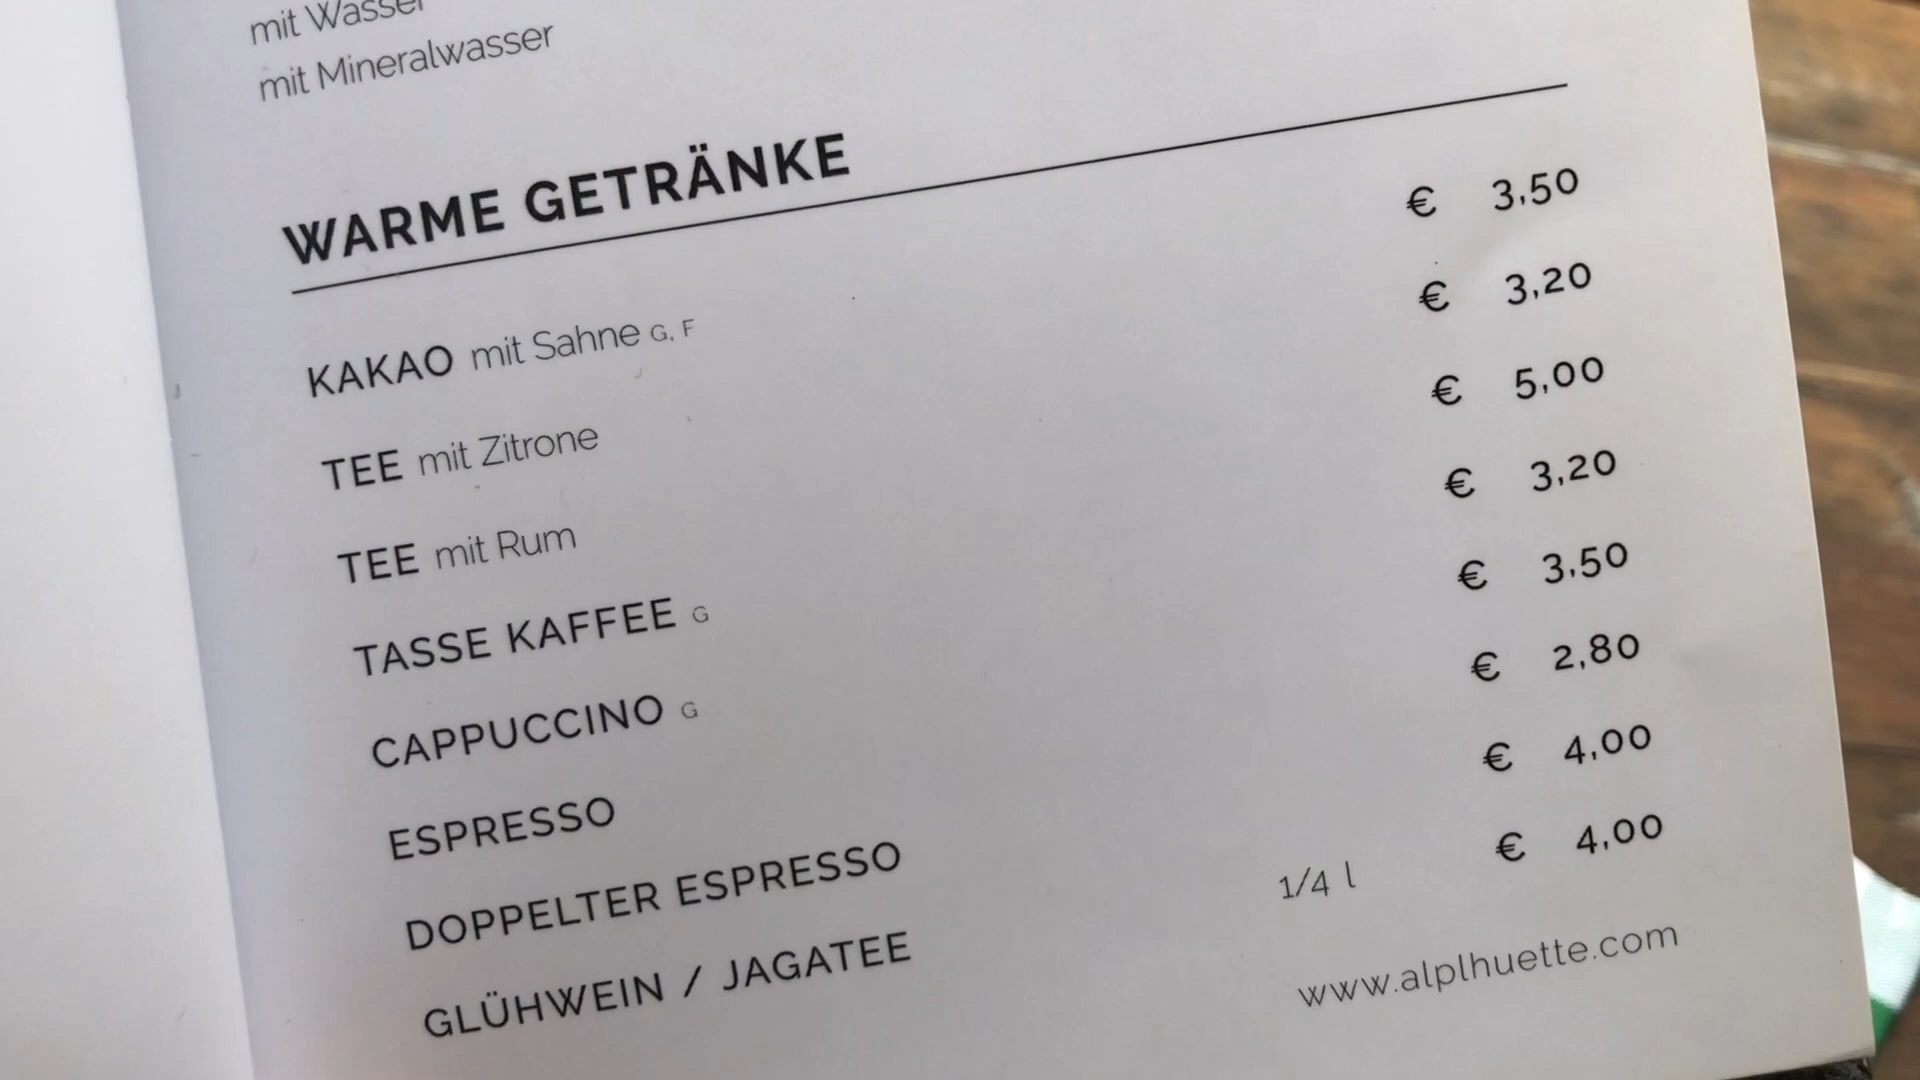 mit Wasser
mit Mineralwasser
WARME GETRÄNKE
KAKAO mit Sahne G, F € 3,50
TEE mit Zitrone € 3,20
TEE mit Rum € 5,00
TASSE KAFFEE G € 3,20
CAPPUCCINO G € 3,50
ESPRESSO € 2,80
DOPPELTER ESPRESSO € 4,00
GLÜHWEIN / JAGATEE 1/4 l € 4,00
www.alplhuette.com